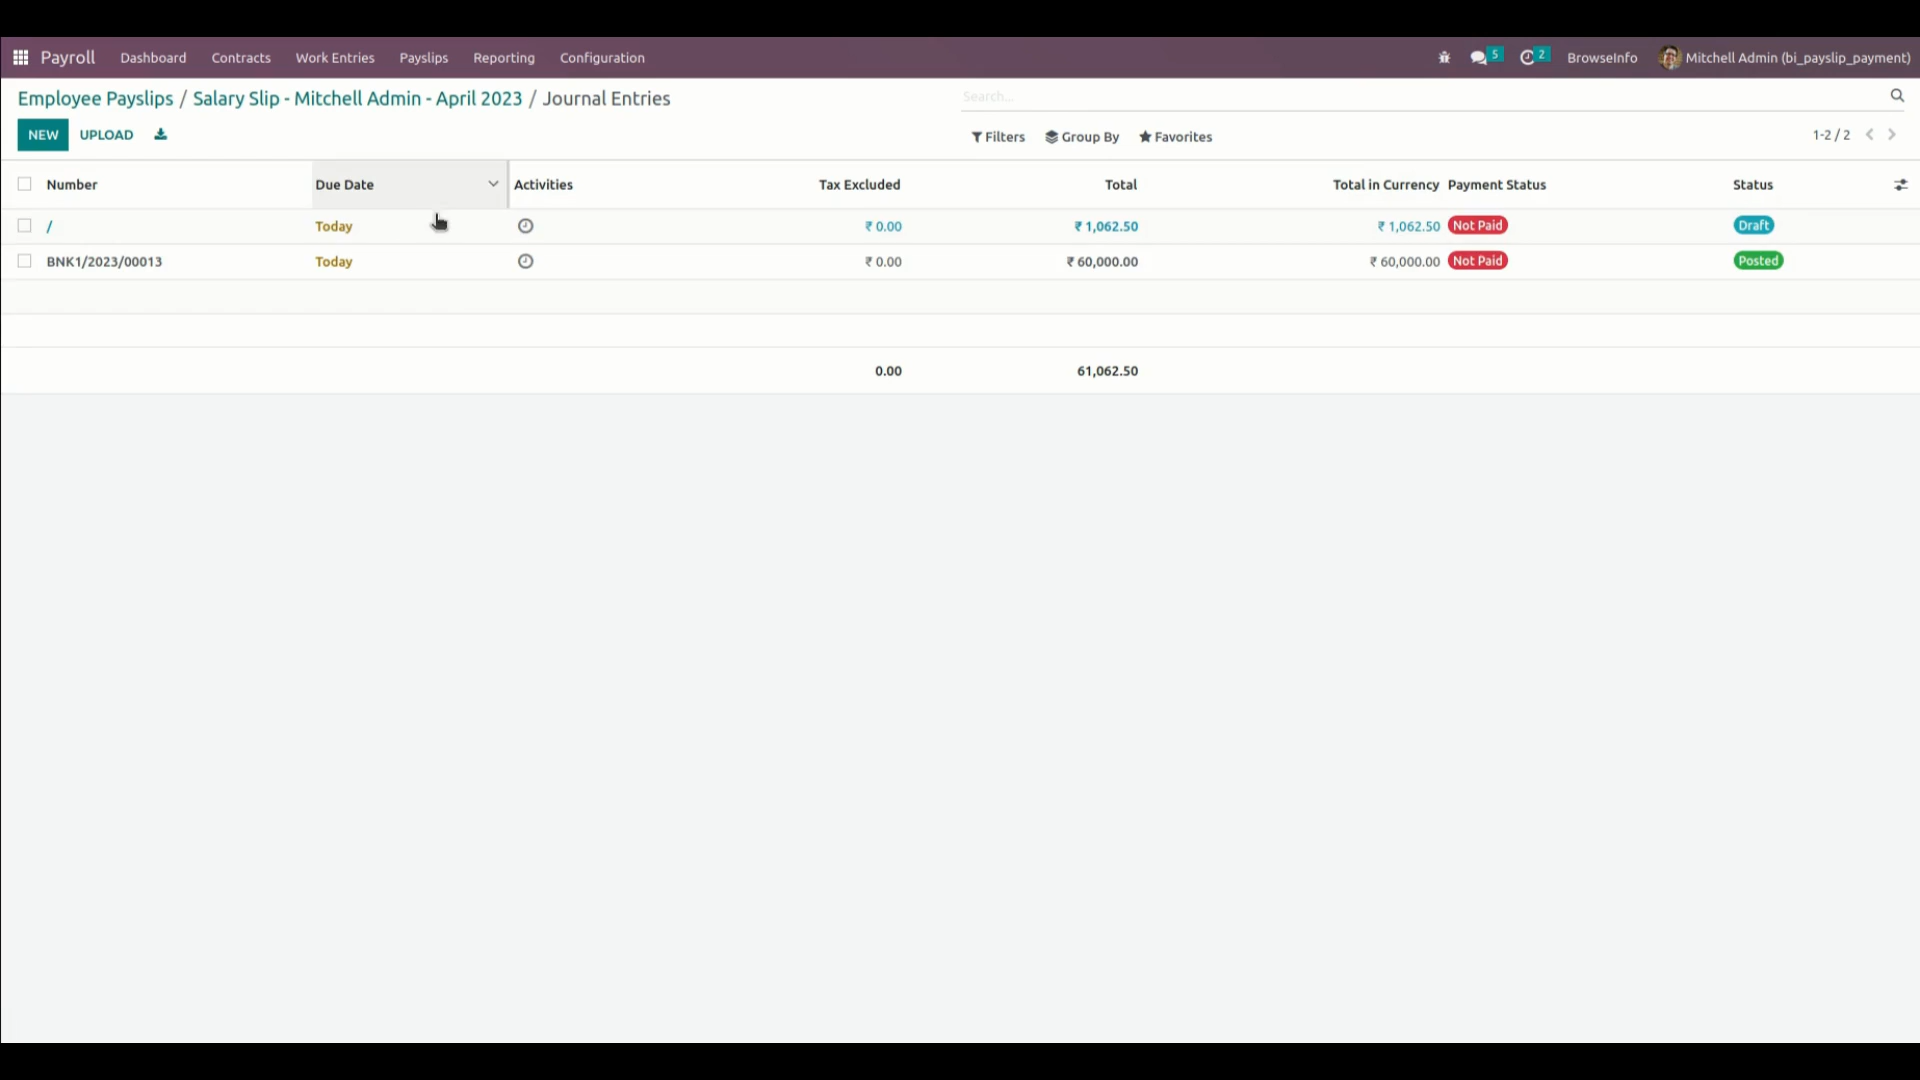 Payroll Dashboard Contracts Work Entries Payslips Reporting Configuration 5 2 BrowseInfo Mitchell Admin (bi_payslip_payment)
Employee Payslips / Salary Slip - Mitchell Admin - April 2023 / Journal Entries Search...
NEW UPLOAD Filters Group By Favorites 1-2 / 2
Number Due Date Activities Tax Excluded Total Total in Currency Payment Status Status
/ Today ₹ 0.00 ₹ 1,062.50 ₹ 1,062.50 Not Paid Draft
BNK1/2023/00013 Today ₹ 0.00 ₹ 60,000.00 ₹ 60,000.00 Not Paid Posted
0.00 61,062.50